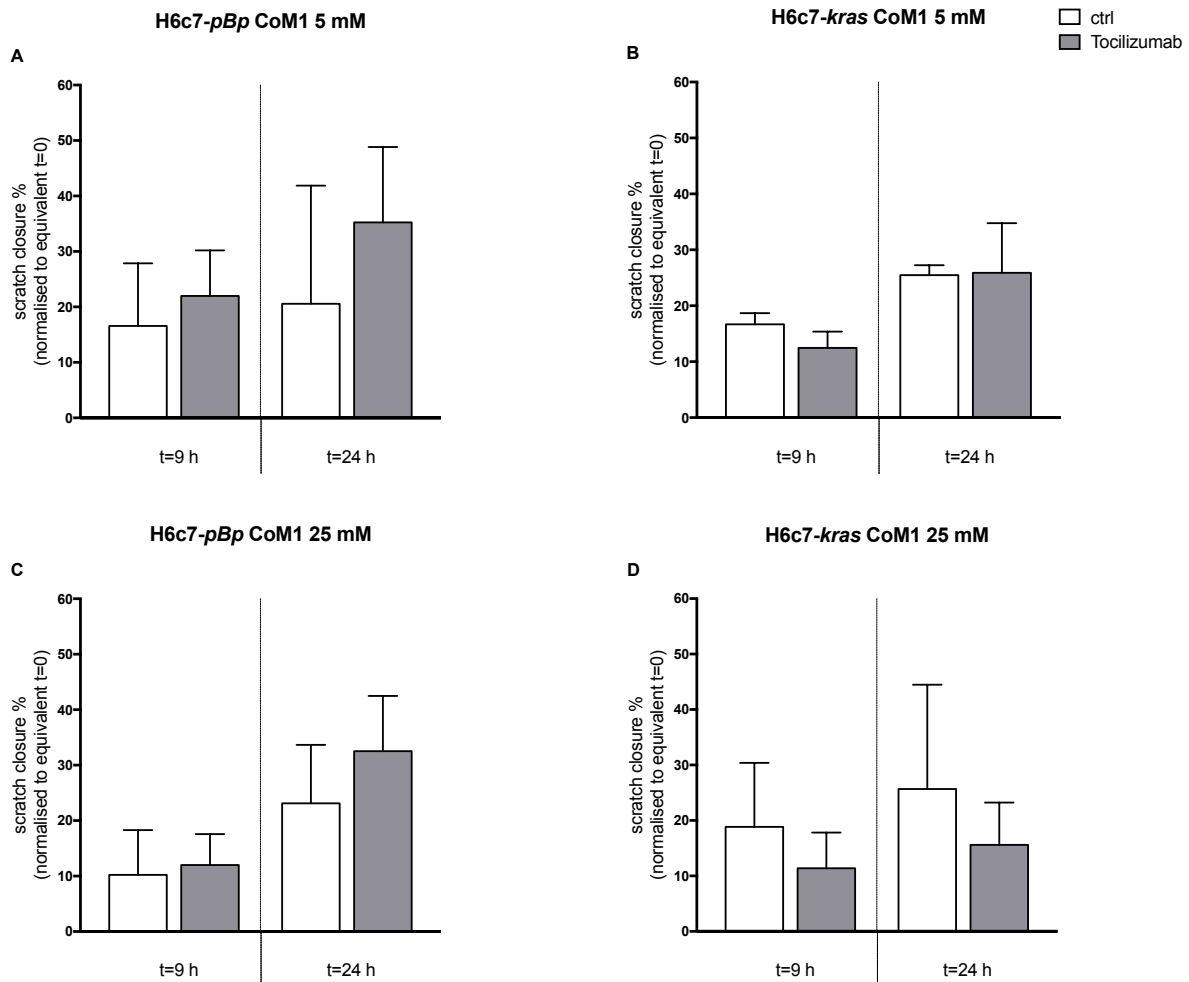 H6c7-pBp CoM1 5 mM
H6c7-kras CoM1 5 mM
ctrl
Tocilizumab
A
60
50
40
30
20
10
0
scratch closure %
(normalised to equivalent t=0)
t=9 h
t=24 h
B
60
50
40
30
20
10
0
scratch closure %
(normalised to equivalent t=0)
t=9 h
t=24 h
H6c7-pBp CoM1 25 mM
H6c7-kras CoM1 25 mM
C
60
50
40
30
20
10
0
scratch closure %
(normalised to equivalent t=0)
t=9 h
t=24 h
D
60
50
40
30
20
10
0
scratch closure %
(normalised to equivalent t=0)
t=9 h
t=24 h